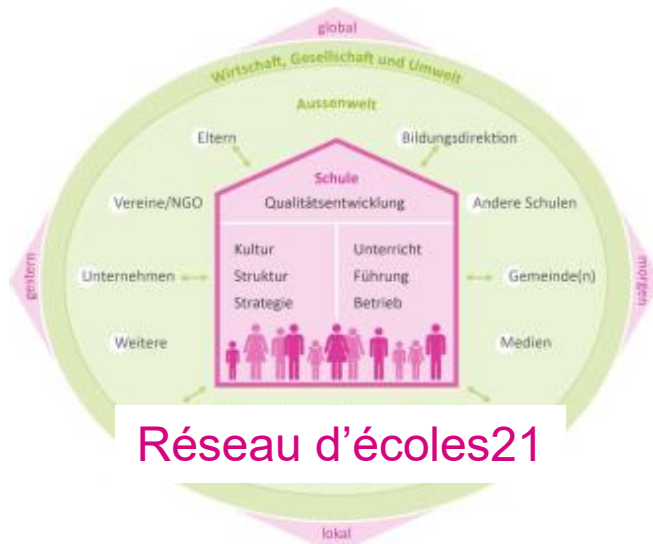 global
Wirtschaft, Gesellschaft und Umwelt
Aussenwelt
Eltern
Bildungsdirektion
Schule
Qualitätsentwicklung
Vereine/NGO
Andere Schulen
Kultur
Unterricht
gestern
Unternehmen
Struktur
Führung
Gemeinde(n)
morgen
Strategie
Betrieb
Weitere
Medien
Réseau d’écoles21
lokal